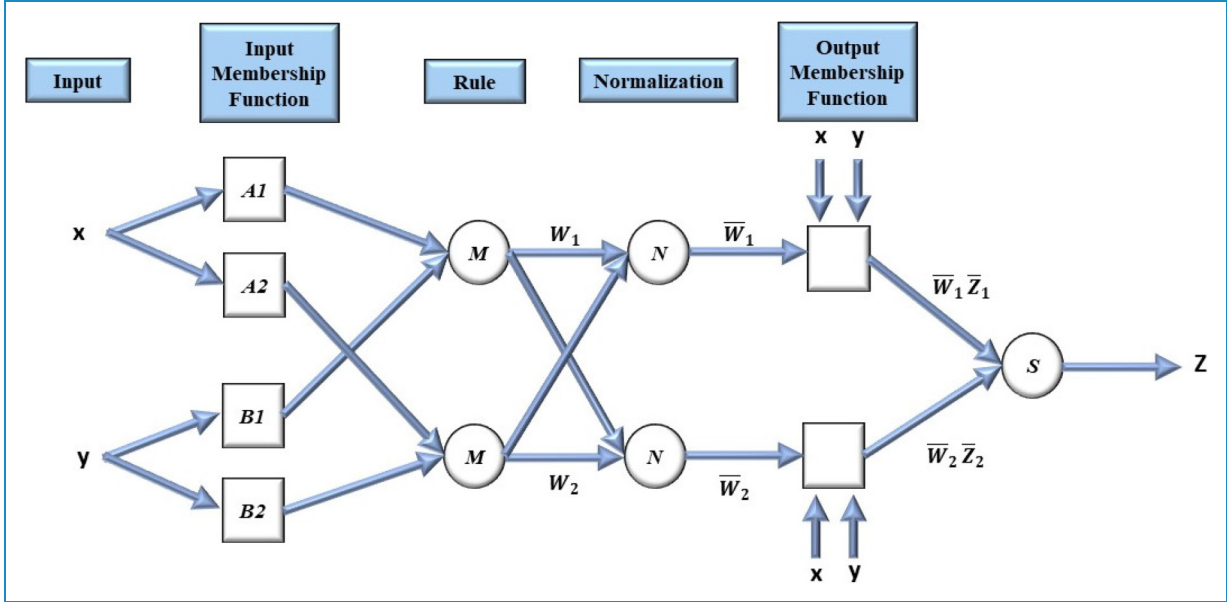 Input
Input
Membership
Function
Rule
Normalization
Output
Membership
Function
x y
A1
x
A2
M
W₁
N
W̅₁
W̅₁ Z̅₁
S
Z
B1
y
B2
M
W₂
N
W̅₂
W̅₂ Z̅₂
x y